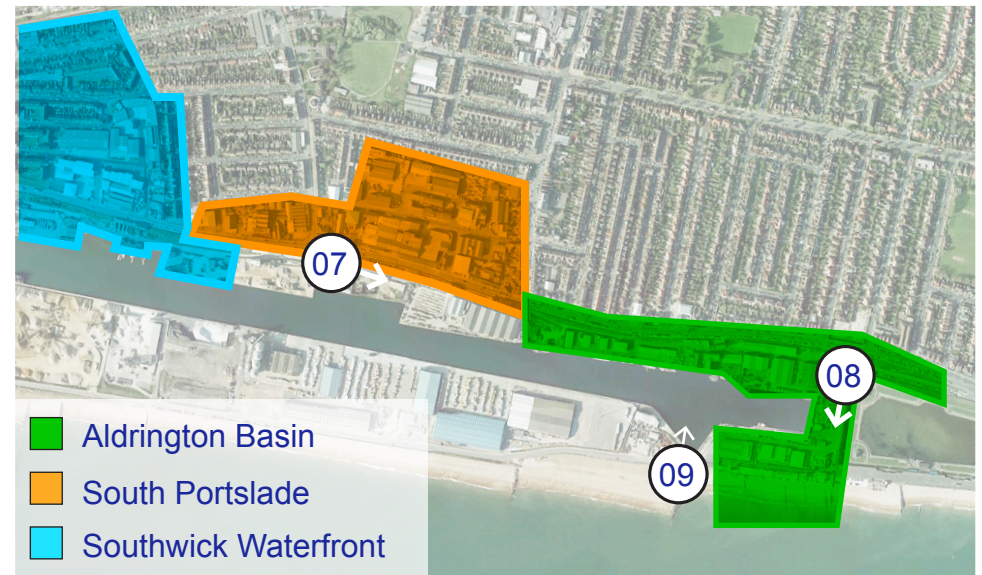 07
08
09
Aldrington Basin
South Portslade
Southwick Waterfront